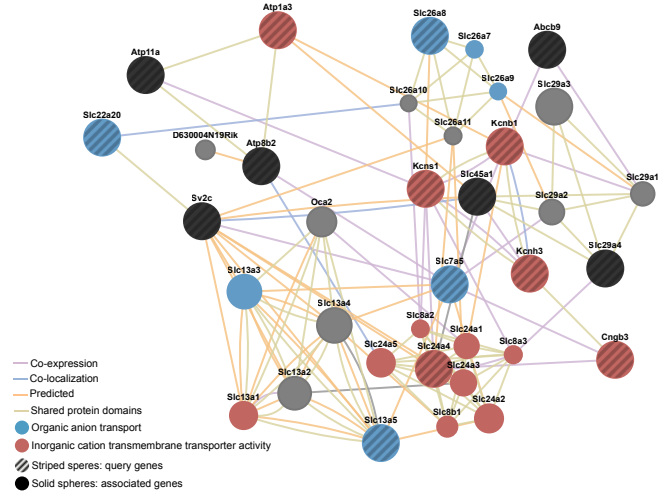 Atp1a3
Slc26a8
Abcb9
Slc26a7
Atp11a
Slc26a9
Slc29a3
Slc26a10
Slc22a20
Slc26a11
Kcnb1
D630004N19Rik
Atp8b2
Kcns1
Slc45a1
Slc29a1
Sv2c
Oca2
Slc29a2
Slc29a4
Kcnh3
Slc13a3
Slc7a5
Slc13a4
Slc8a2
Slc24a1
Slc8a3
Cngb3
Slc24a5
Slc24a4
Slc24a3
Slc13a2
Slc13a1
Slc8b1
Slc24a2
Slc13a5
Co-expression
Co-localization
Predicted
Shared protein domains
Organic anion transport
Inorganic cation transmembrane transporter activity
Striped speres: query genes
Solid speres: associated genes